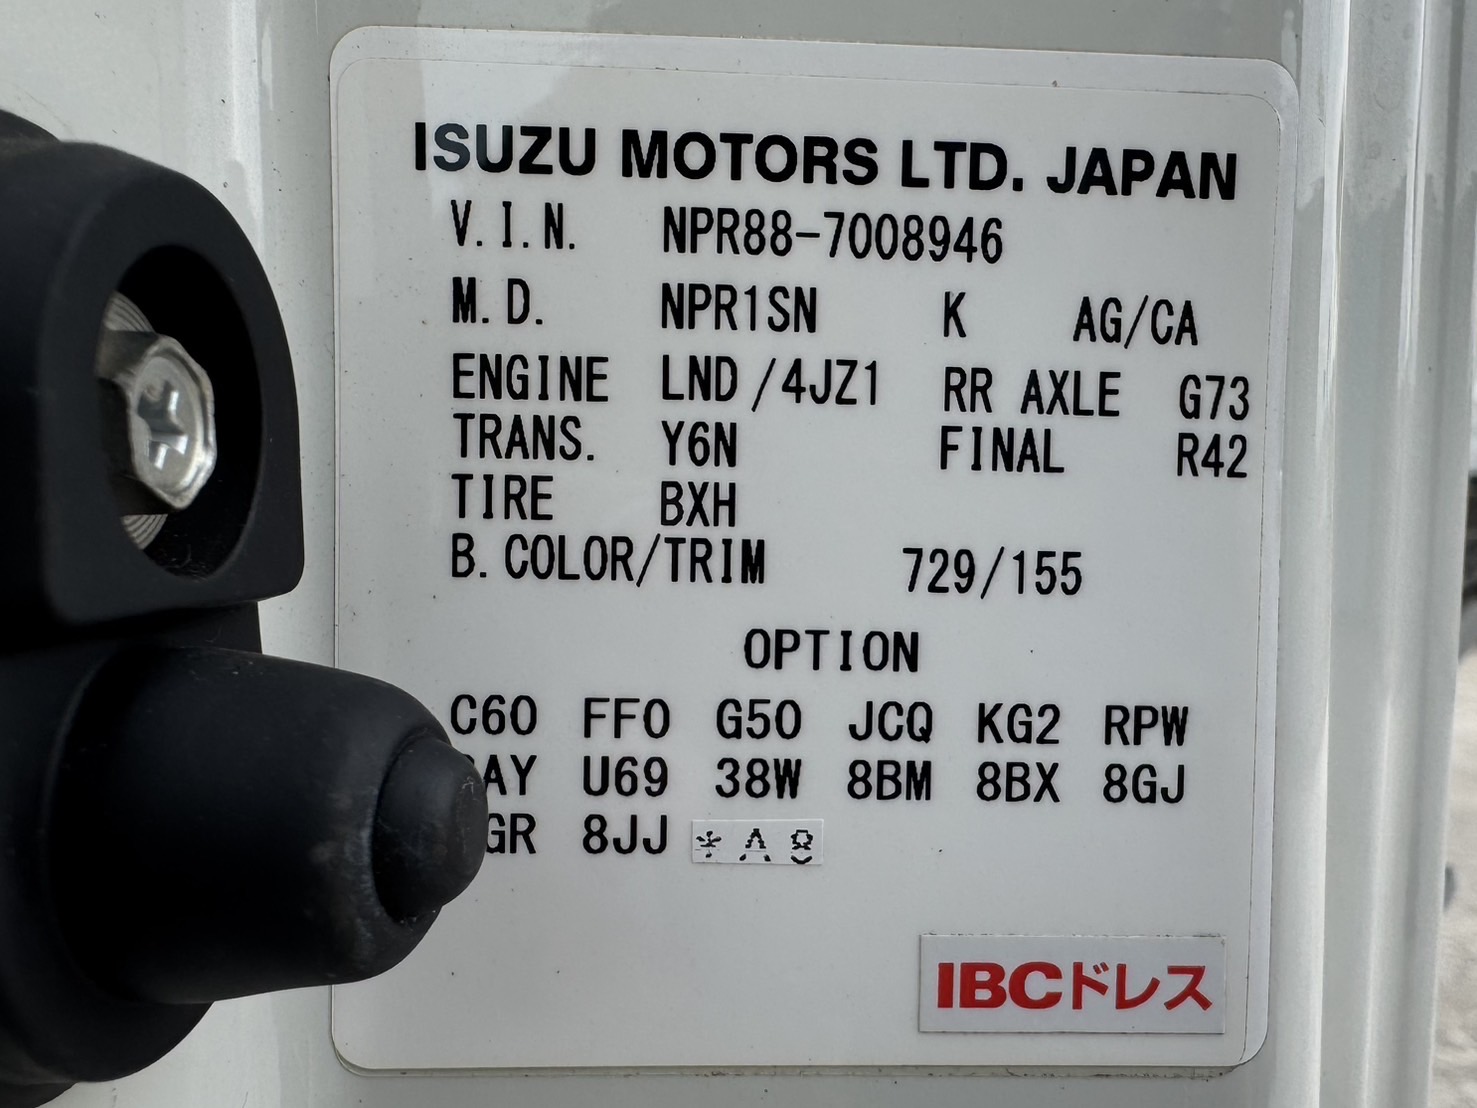 ISUZU MOTORS LTD. JAPAN
V.I.N. NPR88-7008946
M.D. NPR1SN K AG/CA
ENGINE LND/4JZ1 RR AXLE G73
TRANS. Y6N FINAL R42
TIRE BXH
B.COLOR/TRIM 729/155
OPTION
C60 FF0 G50 JCQ KG2 RPW
U69 38W 8BM 8BX 8GJ
8JJ *A8
IBCドレス